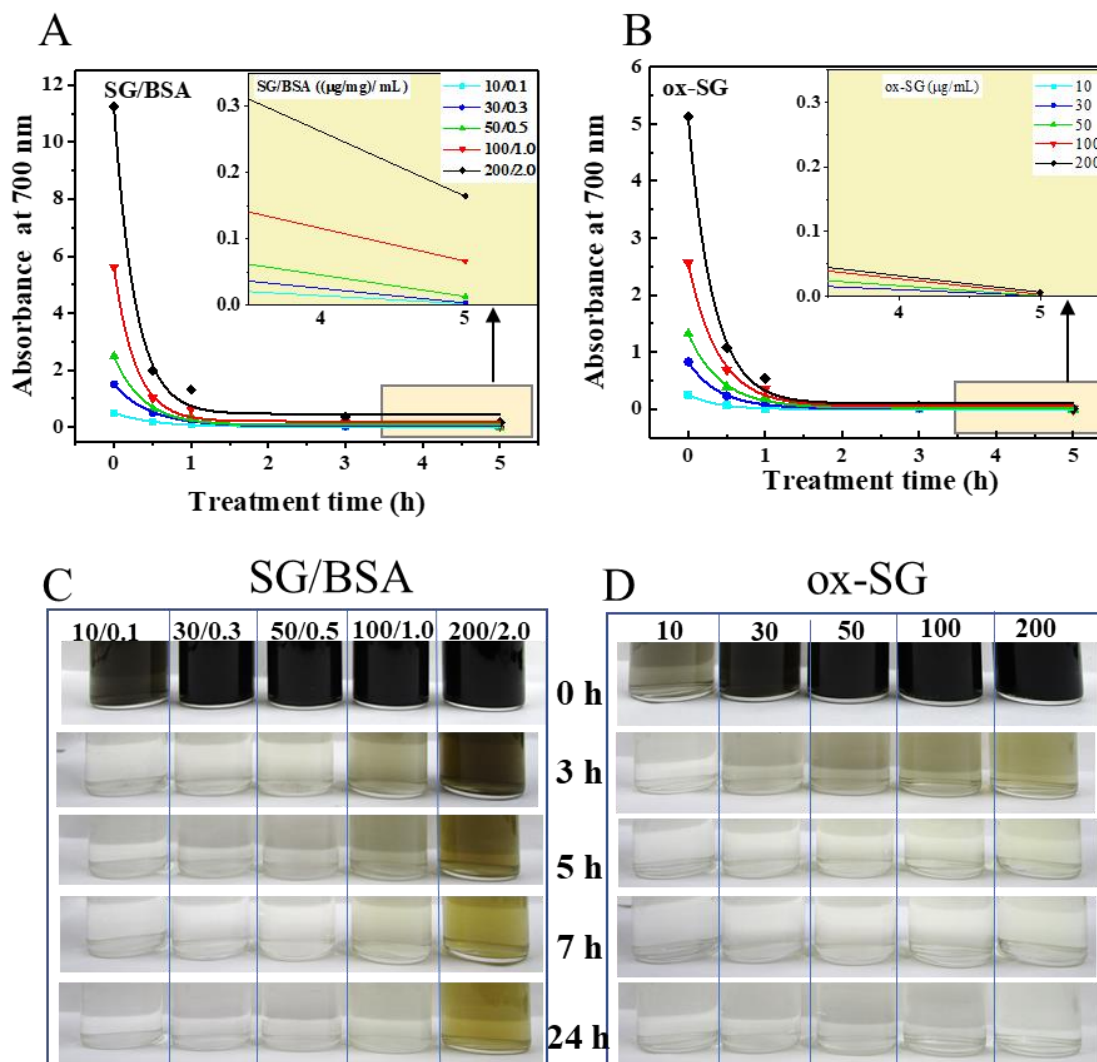 A
SG/BSA
SG/BSA ((µg/mg)/ mL)
10/0.1
30/0.3
50/0.5
100/1.0
200/2.0
0.3
0.2
0.1
0.0
4
5
12
10
8
6
4
2
0
Absorbance at 700 nm
0
1
2
3
4
5
Treatment time (h)
B
ox-SG
ox-SG (µg/mL)
10
30
50
100
200
0.3
0.2
0.1
0.0
4
5
6
5
4
3
2
1
0
Absorbance at 700 nm
0
1
2
3
4
5
Treatment time (h)
C
SG/BSA
10/0.1 30/0.3 50/0.5 100/1.0 200/2.0
D
ox-SG
10 30 50 100 200
0 h
3 h
5 h
7 h
24 h